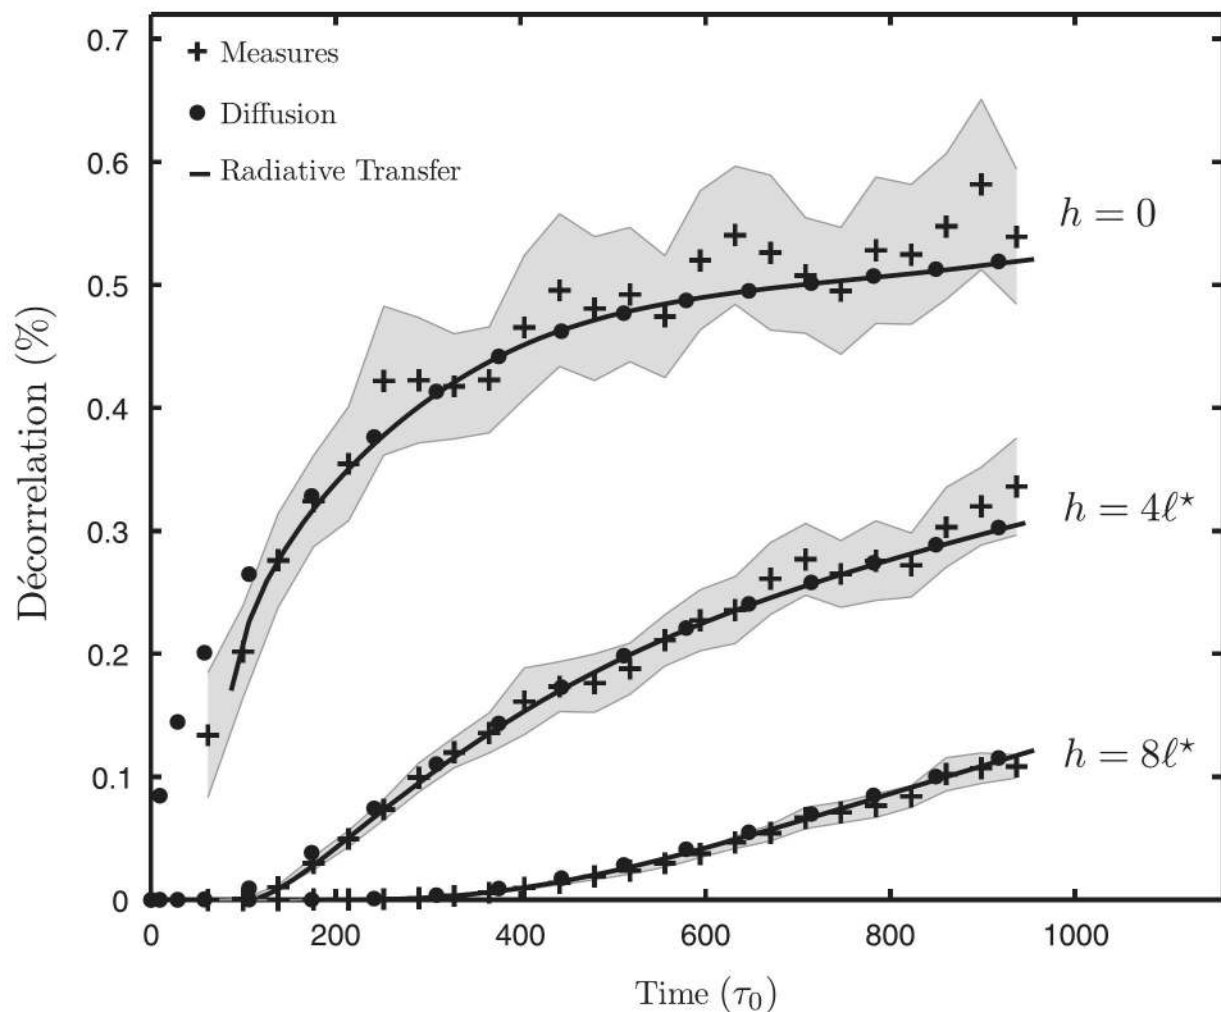 0.7
Measures
Diffusion
Radiative Transfer
0.6
h = 0
0.5
0.4
0.3
h = 4ℓ⋆
0.2
0.1
h = 8ℓ⋆
0
Décorrelation (%)
0 200 400 600 800 1000
Time (τ₀)